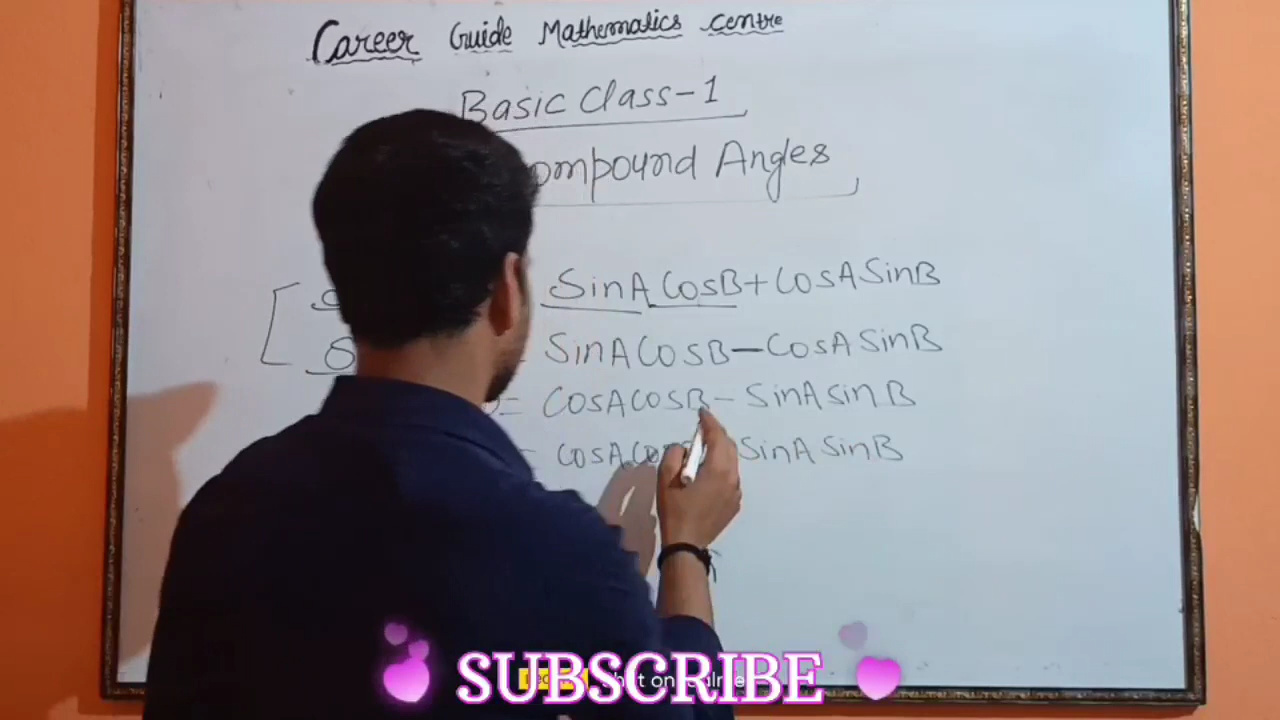 Career Guide Mathematics centre
Basic Class-1
ompound Angles
SinA CosB + CosA SinB
= SinA CosB - CosA SinB
= CosA CosB - SinA sin B
= CosA SinA SinB
SUBSCRIBE